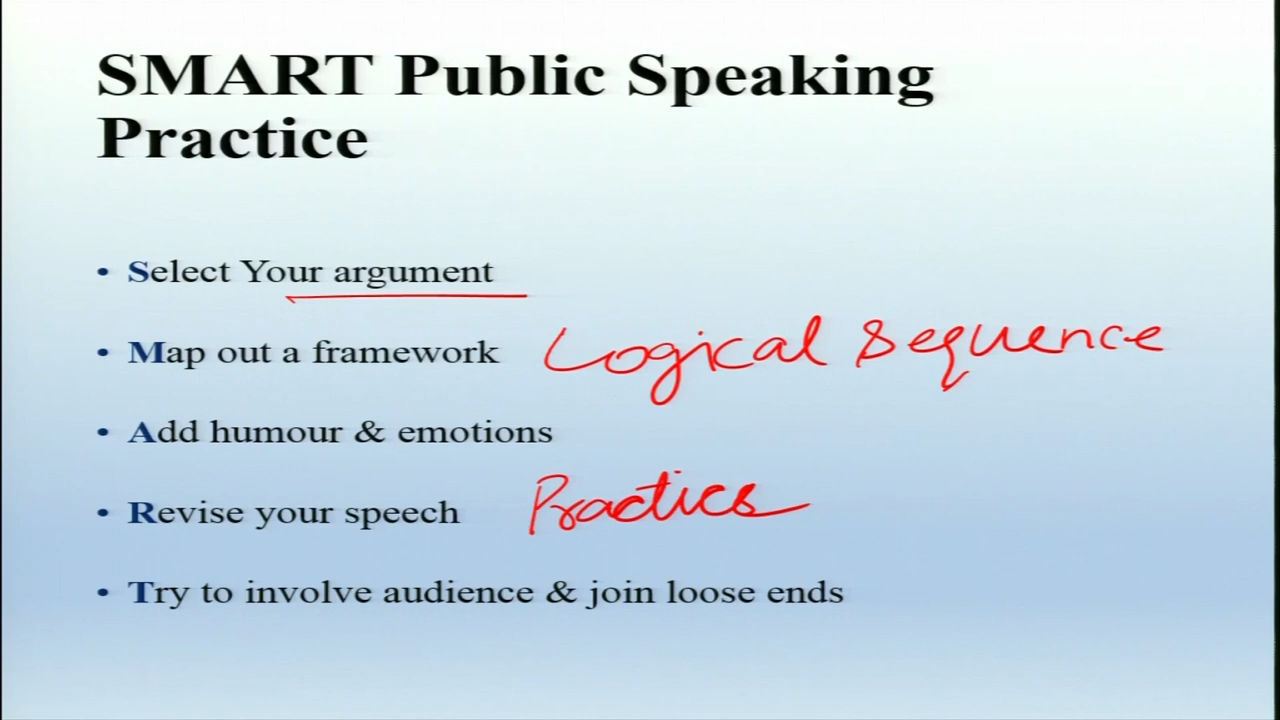 SMART Public Speaking
Practice
• Select Your argument
• Map out a framework Logical Sequence
• Add humour & emotions
• Revise your speech Practice
• Try to involve audience & join loose ends